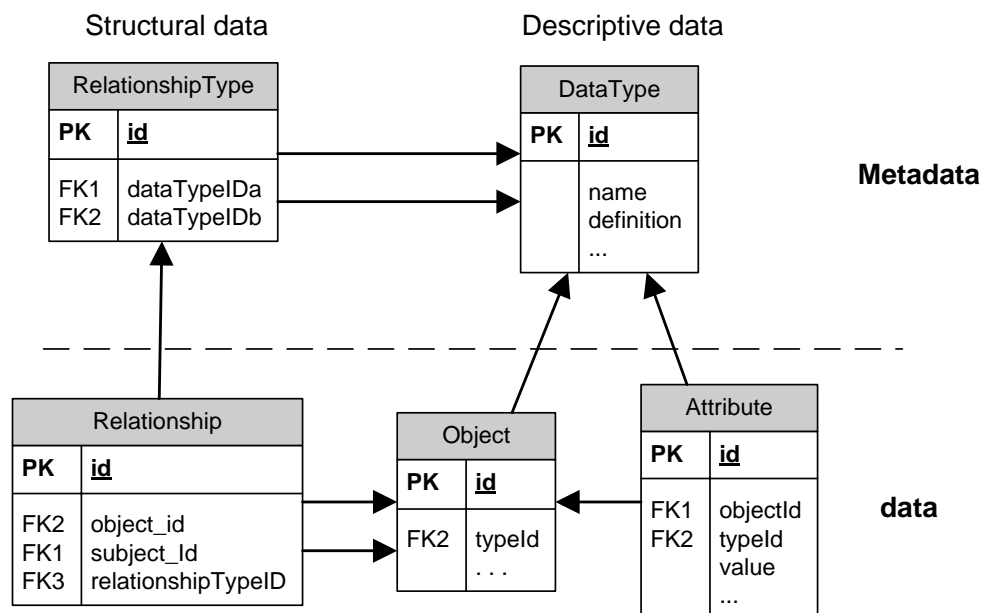 Structural data
Descriptive data
RelationshipType
PK id
FK1 dataTypeIDa
FK2 dataTypeIDb
DataType
PK id
name
definition
...
Metadata
Relationship
PK id
FK2 object_id
FK1 subject_Id
FK3 relationshipTypeID
Object
PK id
FK2 typeId
. . .
Attribute
PK id
FK1 objectId
FK2 typeId
value
...
data